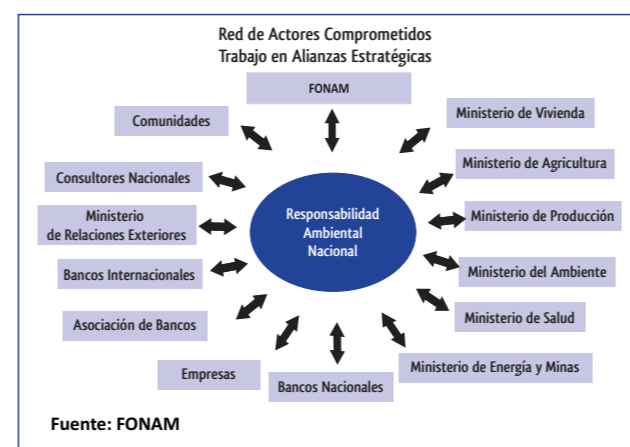 Red de Actores Comprometidos
Trabajo en Alianzas Estratégicas
FONAM
Comunidades
Ministerio de Vivienda
Consultores Nacionales
Ministerio de Agricultura
Ministerio
de Relaciones Exteriores
Responsabilidad
Ambiental
Nacional
Ministerio de Producción
Bancos Internacionales
Ministerio del Ambiente
Asociación de Bancos
Ministerio de Salud
Empresas
Bancos Nacionales
Ministerio de Energía y Minas
Fuente: FONAM